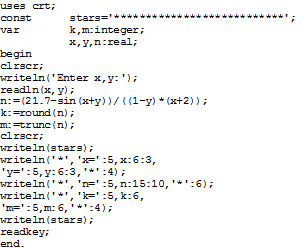 uses crt;
const stars='***************************';
var k,m:integer;
x,y,n:real;
begin
clrscr;
writeln('Enter x,y:');
readln(x,y);
n:=(21.7-sin(x+y))/((1-y)*(x+2));
k:=round(n);
m:=trunc(n);
clrscr;
writeln(stars);
writeln('*','x=':5,x:6:3,
'y=':5,y:6:3,'*':4);
writeln('*','n=':5,n:15:10,'*':6);
writeln('*','k=':5,k:6,
'm=':5,m:6,'*':4);
writeln(stars);
readkey;
end.